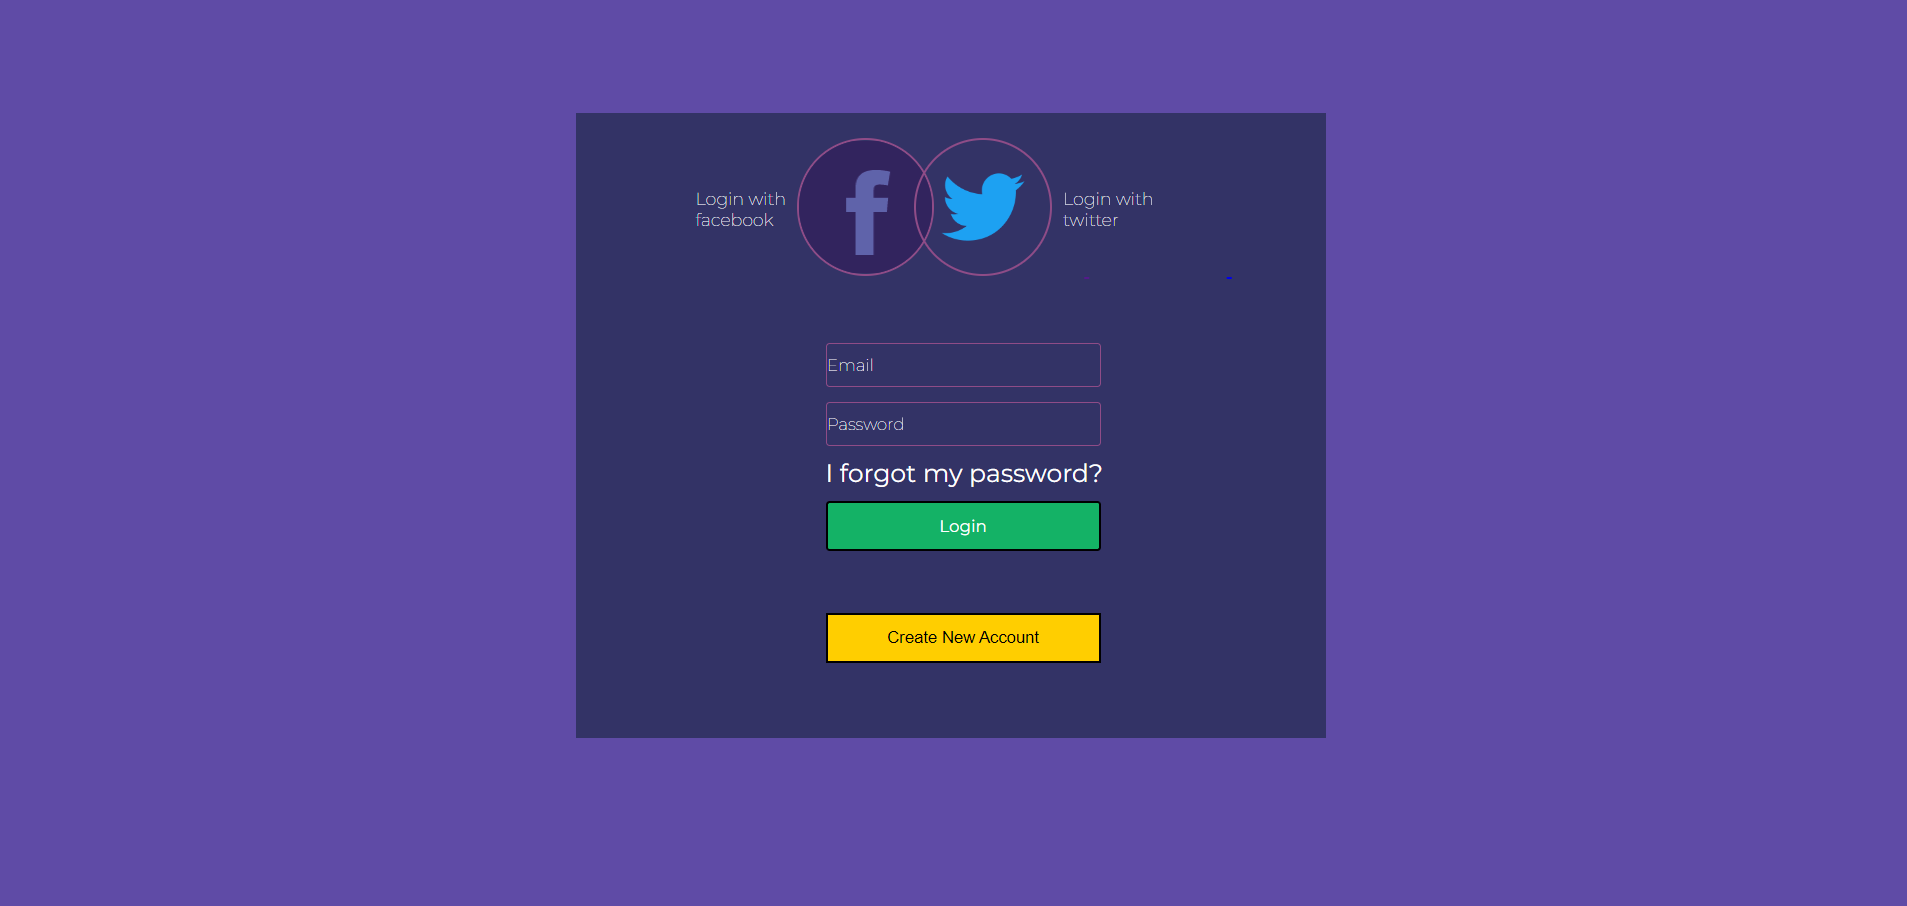 Login with
facebook
Login with
twitter
Email
Password
I forgot my password?
Login
Create New Account